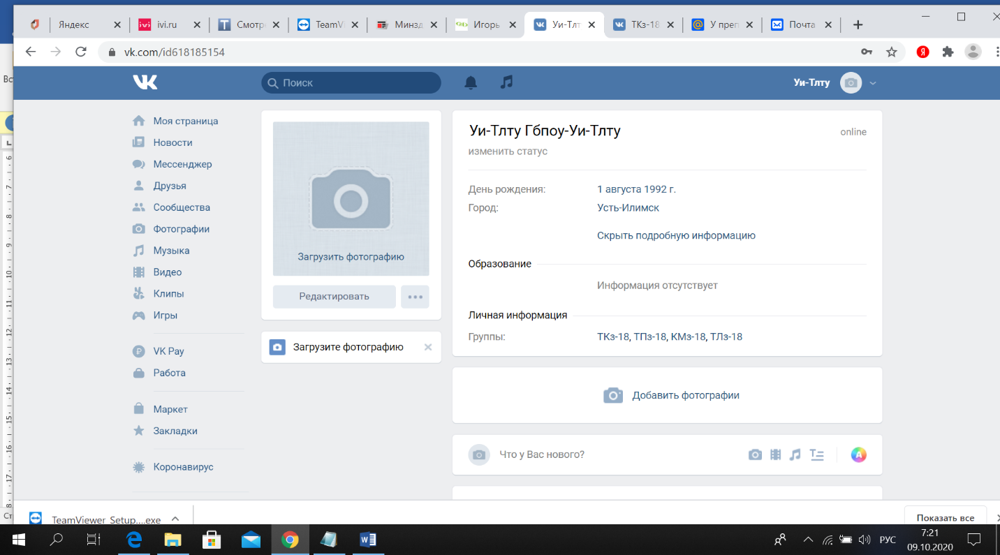 Яндекс
ivi.ru
Смотр
TeamVi
Минзд
Игорь
Уи-Тлт
ТКз-18
У преп
Почта
vk.com/id618185154
Я
Вс
Поиск
Уи-Тлту
Моя страница
Новости
Мессенджер
Друзья
Сообщества
Фотографии
Музыка
Видео
Клипы
Игры
VK Pay
Работа
Маркет
Закладки
Коронавирус
Загрузить фотографию
Редактировать
Загрузите фотографию
Уи-Тлту Гбпоу-Уи-Тлту
online
изменить статус
День рождения: 1 августа 1992 г.
Город: Усть-Илимск
Скрыть подробную информацию
Образование
Информация отсутствует
Личная информация
Группы: ТКз-18, ТПз-18, КМз-18, ТЛз-18
Добавить фотографии
Что у Вас нового?
Ст
TeamViewer_Setup....exe
Показать все
РУС
7:21
09.10.2020